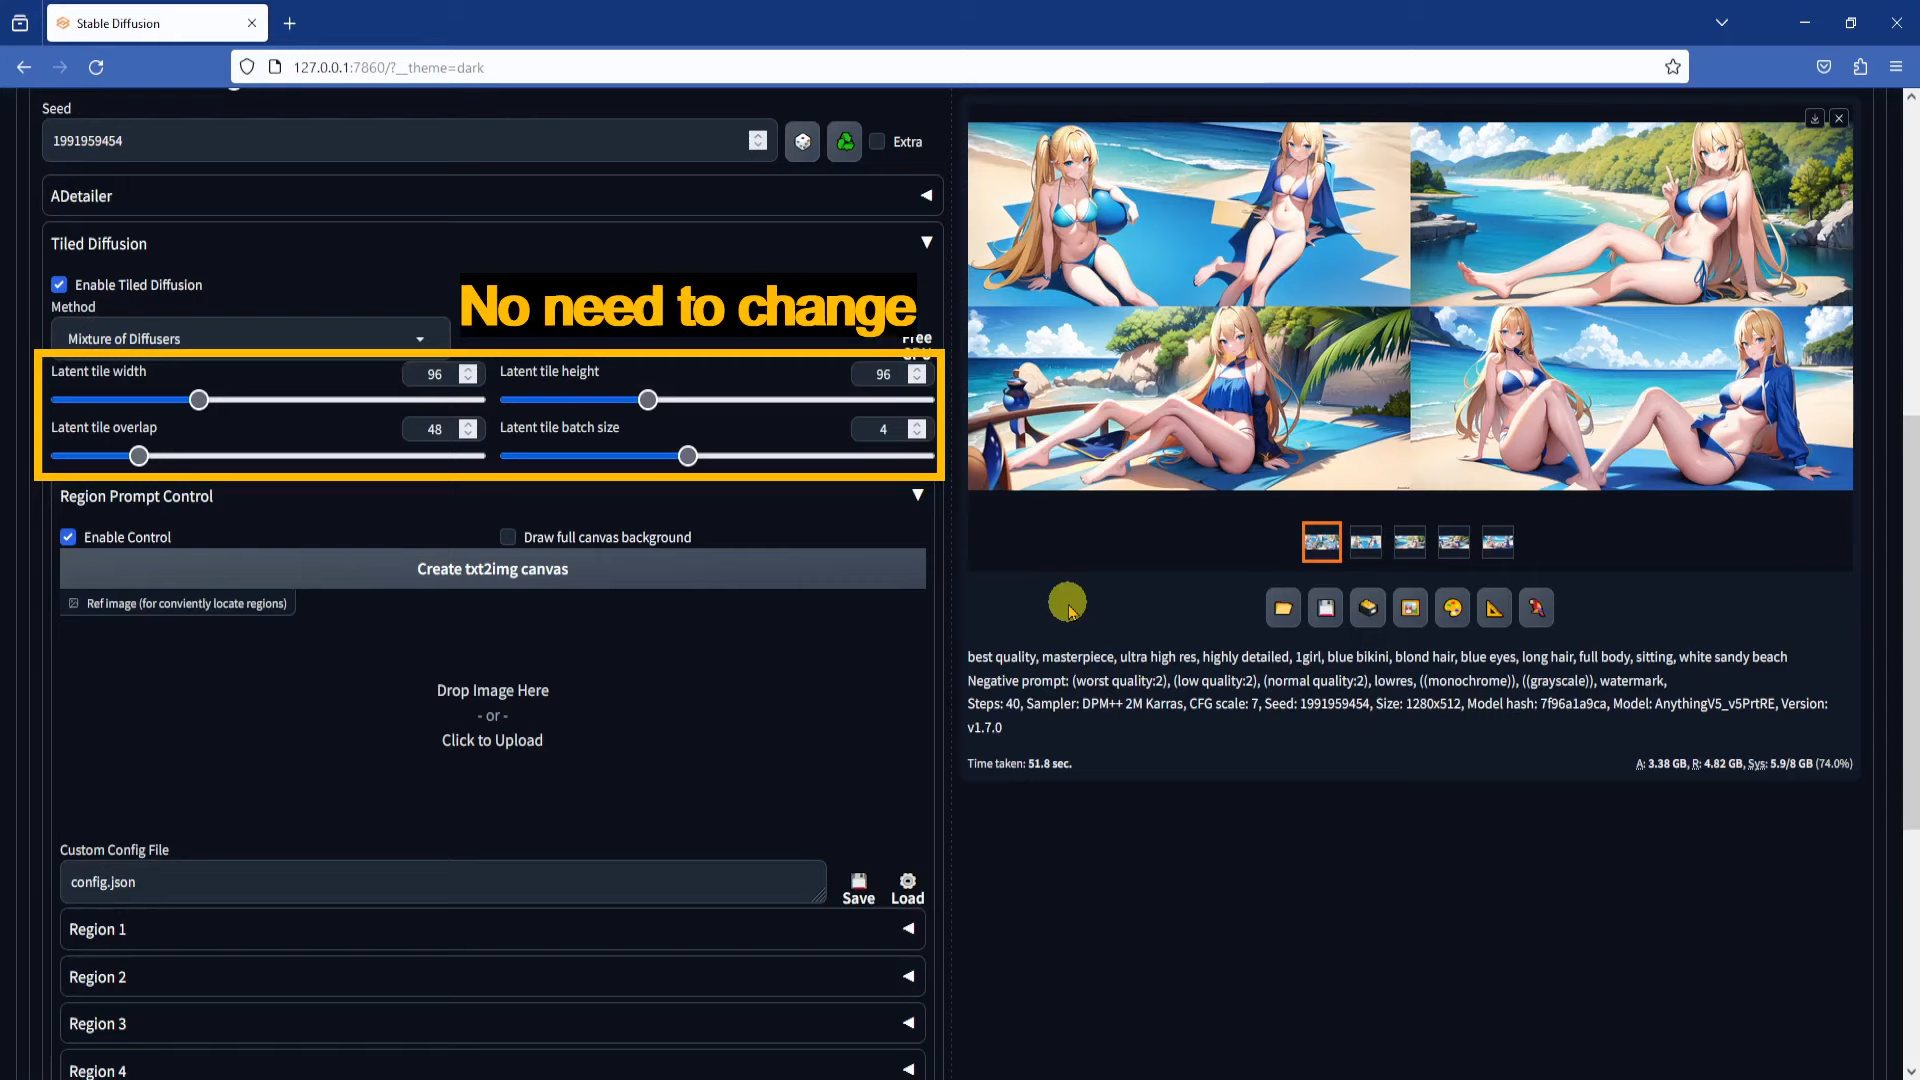 Stable Diffusion
127.0.0.1:7860/?__theme=dark
Seed
1991959454
Extra
ADetailer
Tiled Diffusion
Enable Tiled Diffusion
Method
No need to change
Mixture of Diffusers
Free
Latent tile width
96
Latent tile height
96
Latent tile overlap
48
Latent tile batch size
4
Region Prompt Control
Enable Control
Draw full canvas background
Create txt2img canvas
Ref image (for conviently locate regions)
Drop Image Here
- or -
Click to Upload
Custom Config File
config.json
Save
Load
Region 1
Region 2
Region 3
Region 4
best quality, masterpiece, ultra high res, highly detailed, 1girl, blue bikini, blond hair, blue eyes, long hair, full body, sitting, white sandy beach
Negative prompt: (worst quality:2), (low quality:2), (normal quality:2), lowres, ((monochrome)), ((grayscale)), watermark,
Steps: 40, Sampler: DPM++ 2M Karras, CFG scale: 7, Seed: 1991959454, Size: 1280x512, Model hash: 7f96a1a9ca, Model: AnythingV5_v5PrtRE, Version:
v1.7.0
Time taken: 51.8 sec.
A: 3.38 GB, R: 4.82 GB, Sys: 5.9/8 GB (74.0%)